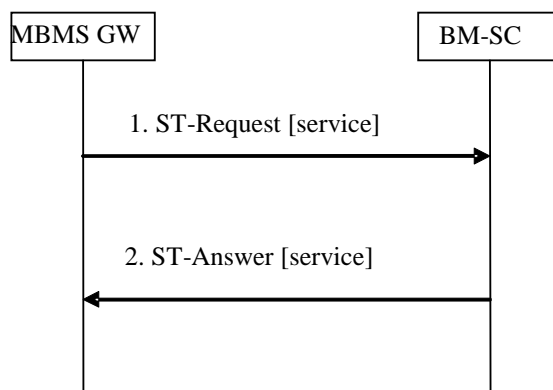 MBMS GW
BM-SC
1. ST-Request [service]
2. ST-Answer [service]